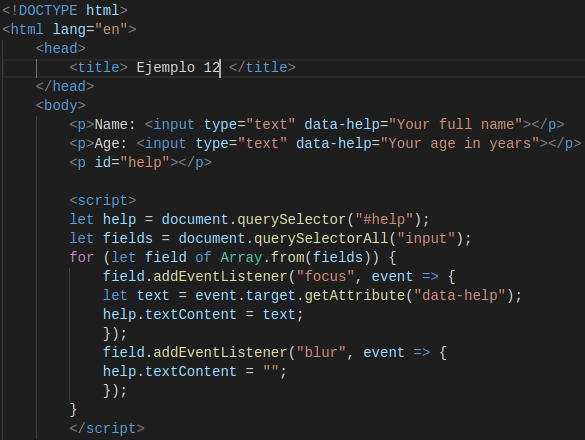 <!DOCTYPE html>
<html lang="en">
    <head>
        <title> Ejemplo 12 </title>
    </head>
    <body>
        <p>Name: <input type="text" data-help="Your full name"></p>
        <p>Age: <input type="text" data-help="Your age in years"></p>
        <p id="help"></p>

        <script>
        let help = document.querySelector("#help");
        let fields = document.querySelectorAll("input");
        for (let field of Array.from(fields)) {
            field.addEventListener("focus", event => {
            let text = event.target.getAttribute("data-help");
            help.textContent = text;
            });
            field.addEventListener("blur", event => {
            help.textContent = "";
            });
        }
        </script>